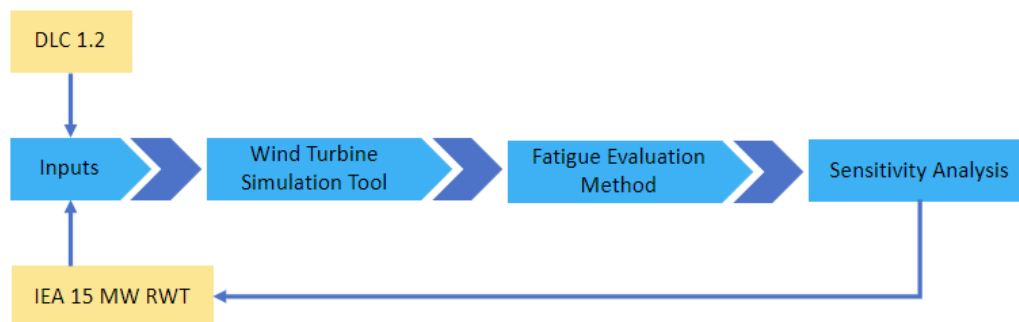 DLC 1.2
Inputs
Wind Turbine
Simulation Tool
Fatigue Evaluation
Method
Sensitivity Analysis
IEA 15 MW RWT